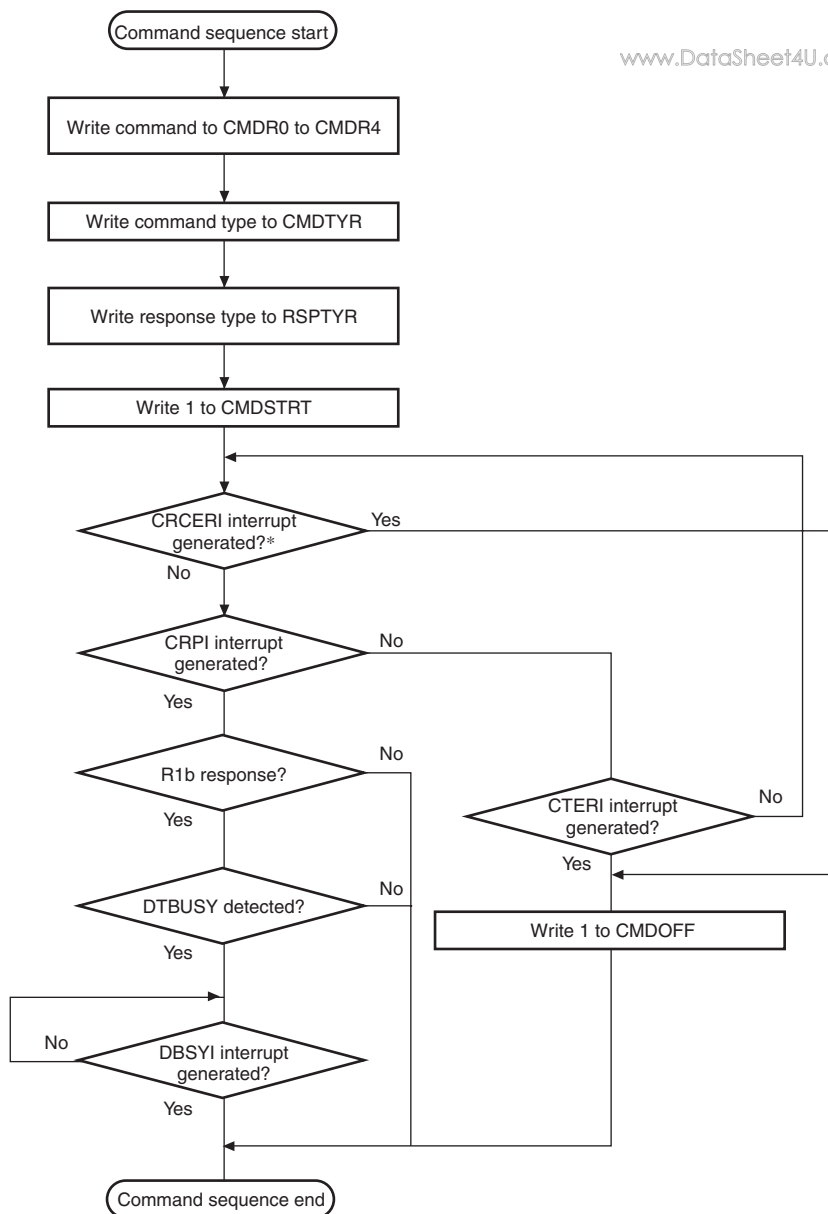 Command sequence start
www.DataSheet4U.c
Write command to CMDR0 to CMDR4
Write command type to CMDTYR
Write response type to RSPTYR
Write 1 to CMDSTRT
CRCERI interrupt
generated?*
Yes
No
CRPI interrupt
generated?
No
Yes
R1b response?
No
Yes
CTERI interrupt
generated?
No
Yes
DTBUSY detected?
No
Yes
Write 1 to CMDOFF
DBSYI interrupt
generated?
No
Yes
Command sequence end